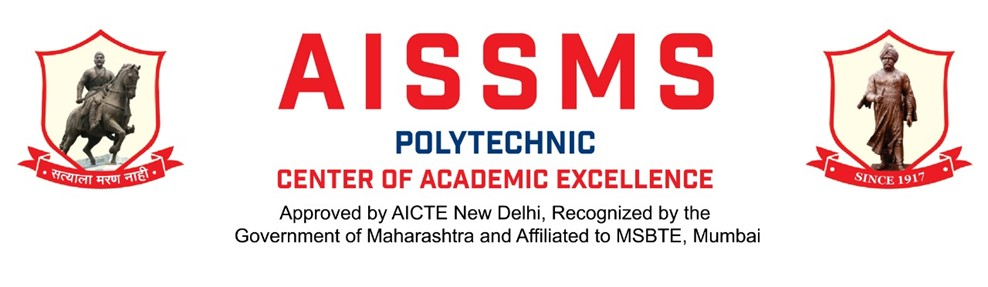 AISSMS
POLYTECHNIC
CENTER OF ACADEMIC EXCELLENCE
Approved by AICTE New Delhi, Recognized by the
Government of Maharashtra and Affiliated to MSBTE, Mumbai
सत्याला मरण नाही
SINCE 1917